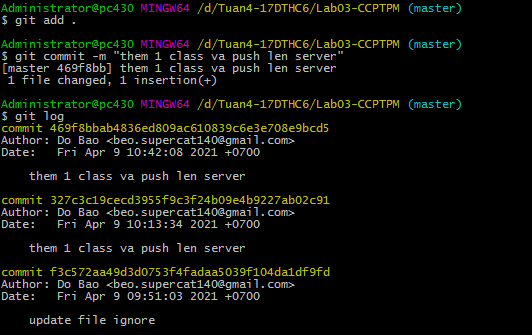 Administrator@pc430 MINGW64 /d/Tuan4-17DTHC6/Lab03-CCPTPM (master)
$ git add .
Administrator@pc430 MINGW64 /d/Tuan4-17DTHC6/Lab03-CCPTPM (master)
$ git commit -m "them 1 class va push len server"
[master 469f8bb] them 1 class va push len server
1 file changed, 1 insertion(+)
Administrator@pc430 MINGW64 /d/Tuan4-17DTHC6/Lab03-CCPTPM (master)
$ git log
commit 469f8bbab4836ed809ac610839c6e3e708e9bcd5
Author: Do Bao <beo.supercat140@gmail.com>
Date:   Fri Apr 9 10:42:08 2021 +0700
them 1 class va push len server
commit 327c3c19cecd3955f9c3f24b09e4b9227ab02c91
Author: Do Bao <beo.supercat140@gmail.com>
Date:   Fri Apr 9 10:13:34 2021 +0700
them 1 class va push len server
commit f3c572aa49d3d0753f4fadaa5039f104da1df9fd
Author: Do Bao <beo.supercat140@gmail.com>
Date:   Fri Apr 9 09:51:03 2021 +0700
update file ignore